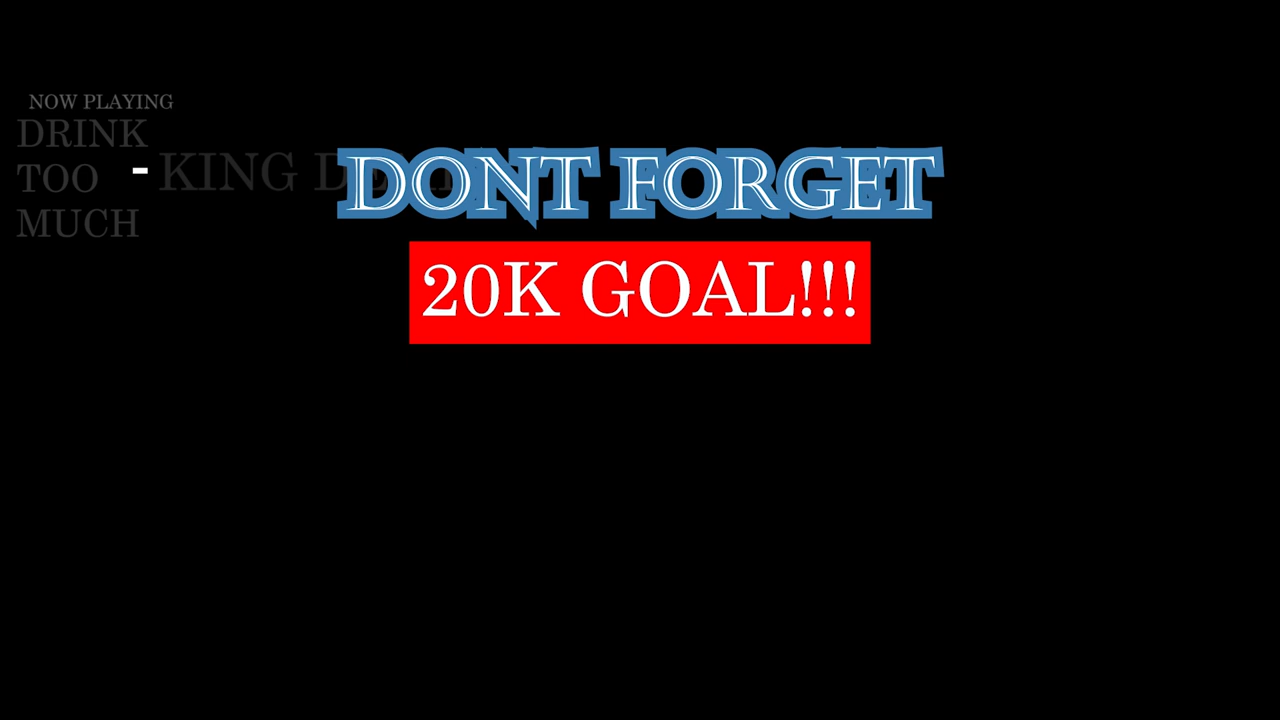 NOW PLAYING
DRINK
TOO
MUCH
- KING
DONT FORGET
20K GOAL!!!